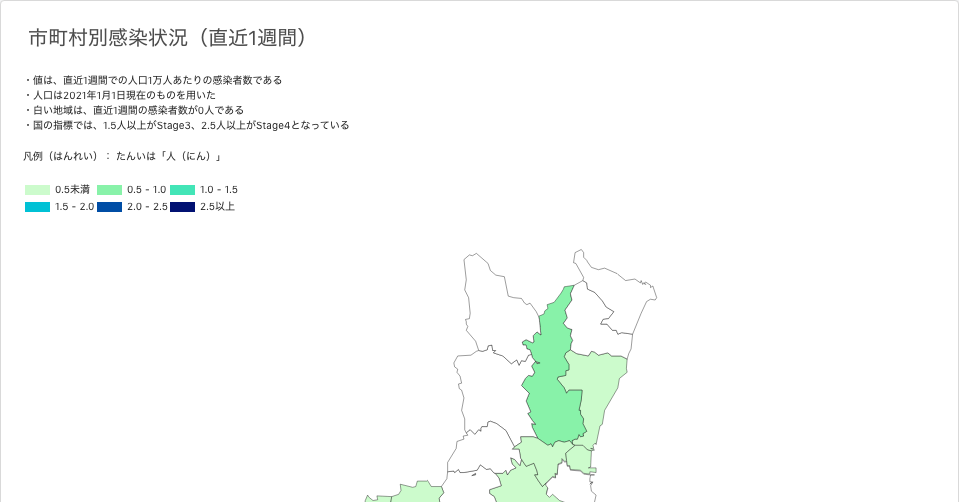 市町村別感染状況（直近1週間）
・値は、直近1週間での人口1万人あたりの感染者数である
・人口は2021年1月1日現在のものを用いた
・白い地域は、直近1週間の感染者数が0人である
・国の指標では、1.5人以上がStage3、2.5人以上がStage4となっている
凡例（はんれい）： たんいは「人（にん）」
0.5未満 0.5 - 1.0 1.0 - 1.5
1.5 - 2.0 2.0 - 2.5 2.5以上